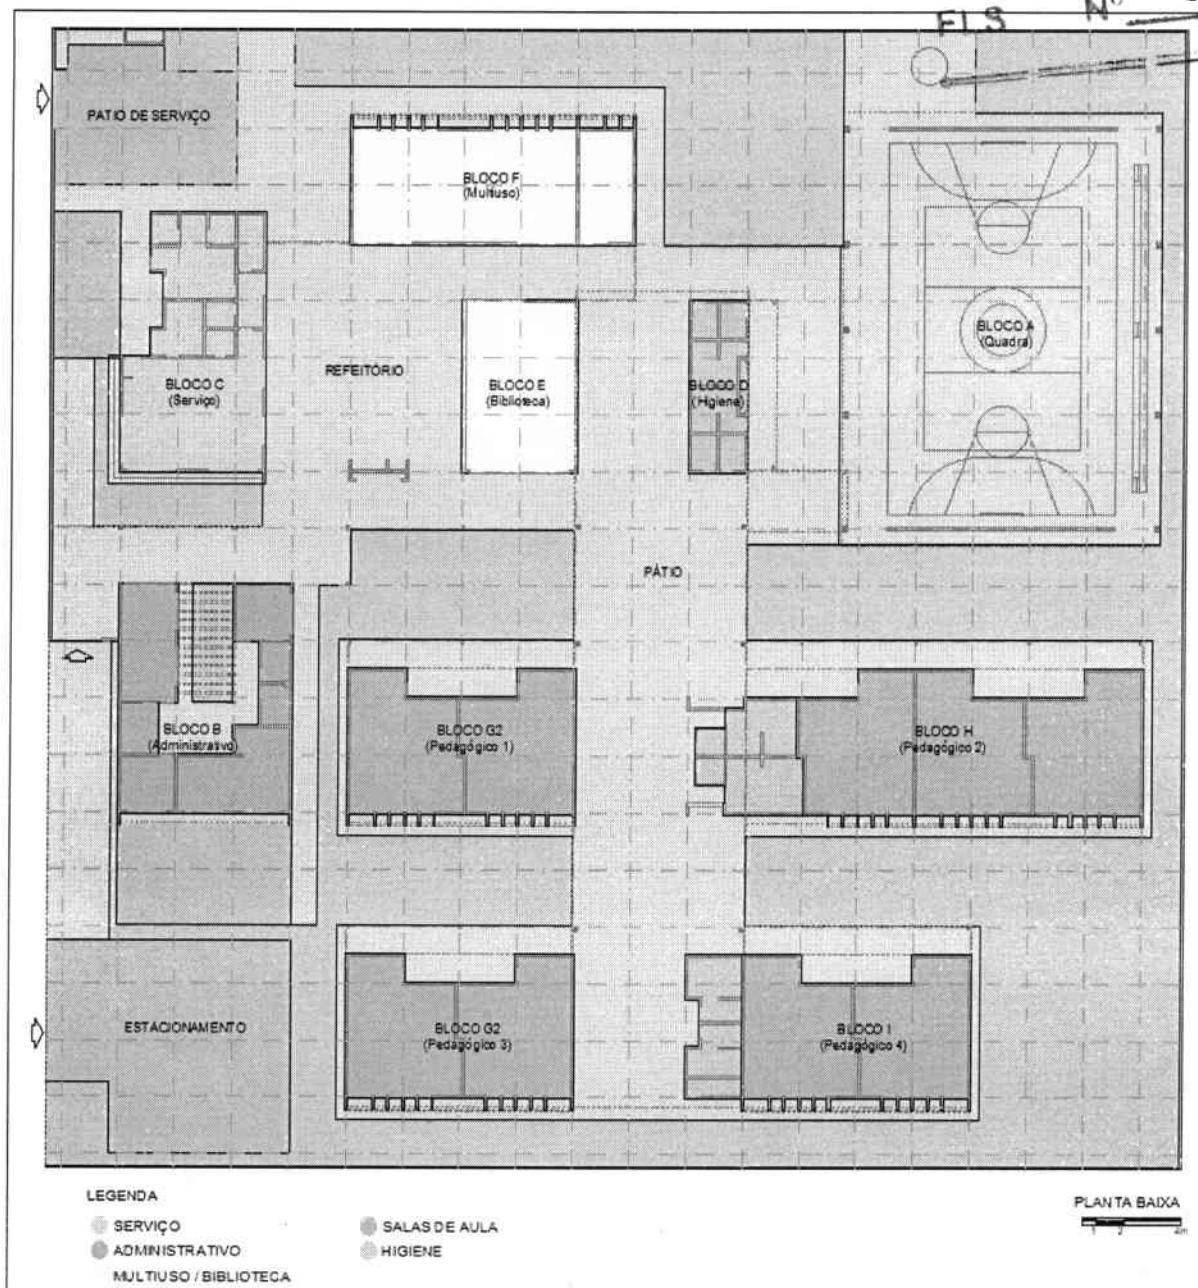 FLS Nº
PATIO DE SERVIÇO
BLOCO F
(Multiuso)
BLOCO A
(Quadra)
REFEITÓRIO
BLOCO C
(Serviço)
BLOCO E
(Biblioteca)
BLOCO D
(Higiene)
PÁTIO
BLOCO B
(Administrativo)
BLOCO G2
(Pedagógico 1)
BLOCO H
(Pedagógico 2)
ESTACIONAMENTO
BLOCO G2
(Pedagógico 3)
BLOCO I
(Pedagógico 4)
LEGENDA
SERVIÇO
SALAS DE AULA
ADMINISTRATIVO
HIGIENE
MULTIUSO / BIBLIOTECA
PLANTA BAIXA